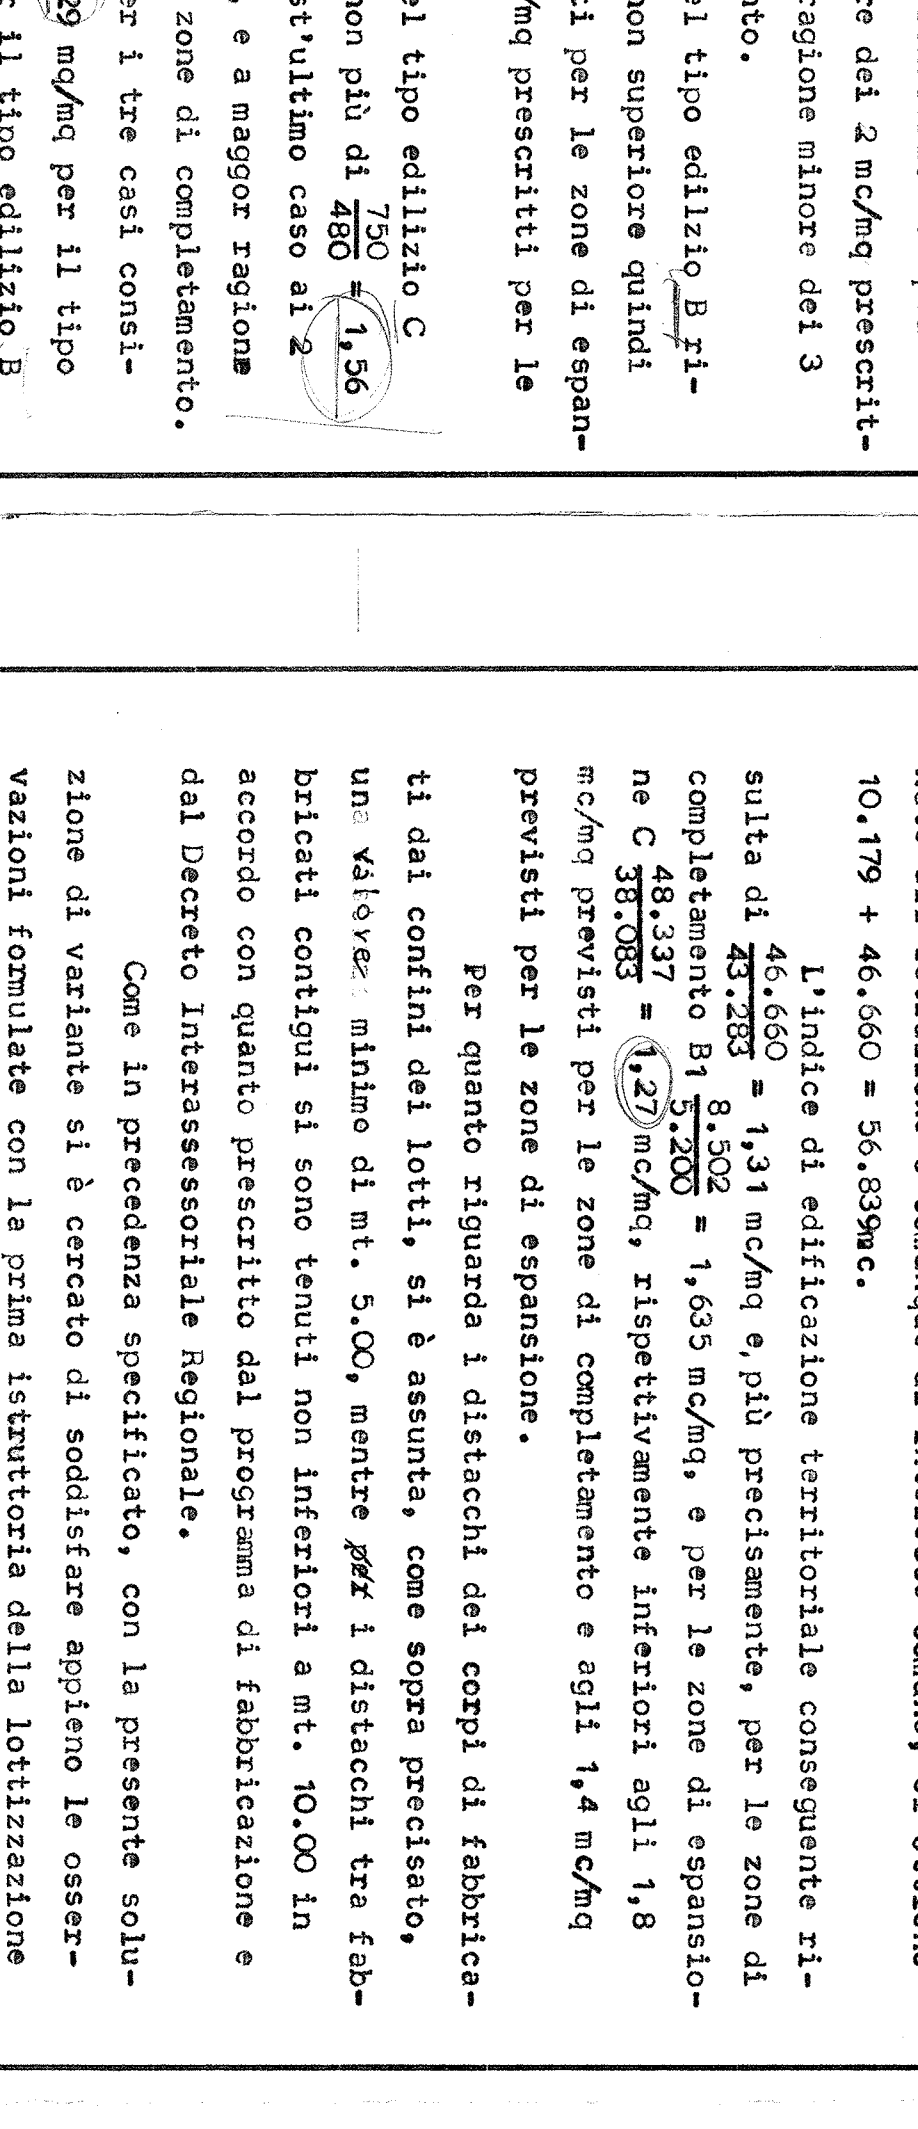 re dei 2 mc/mq prescrit-
ragione minore dei 3
nto.
el tipo edilzio B ri-
non superiore quindi
ti per le zone di espan-
/mq prescritti per le
el tipo edilizio C
non più di 750/480 = 1,56
st'ultimo caso ai 2
, e a maggor ragione
zone di completamento.
er i tre casi consi-
29 mq/mq per il tipo
r il tipo edilizio B
10.179 + 46.660 = 56.839mc.
L'indice di edificazione territoriale conseguente ri-
sulta di 46.660/43.283 = 1,31 mc/mq e, più precisamente, per le zone di
completamento B1 8.502/5.200 = 1,635 mc/mq, e per le zone di espansio-
ne C 48.337/38.083 = 1,27 mc/mq, rispettivamente inferiori agli 1,8
mc/mq previsti per le zone di completamento e agli 1,4 mc/mq
previsti per le zone di espansione.
Per quanto riguarda i distacchi dei corpi di fabbrica-
ti dai confini dei lotti, si è assunta, come sopra precisato,
una minimo di mt. 5.00, mentre per i distacchi tra fab-
bricati contigui si sono tenuti non inferiori a mt. 10.00 in
accordo con quanto prescritto dal programma di fabbricazione e
dal Decreto Interassessoriale Regionale.
Come in precedenza specificato, con la presente solu-
zione di variante si è cercato di soddisfare appieno le osser-
vazioni formulate con la prima istruttoria della lottizzazione